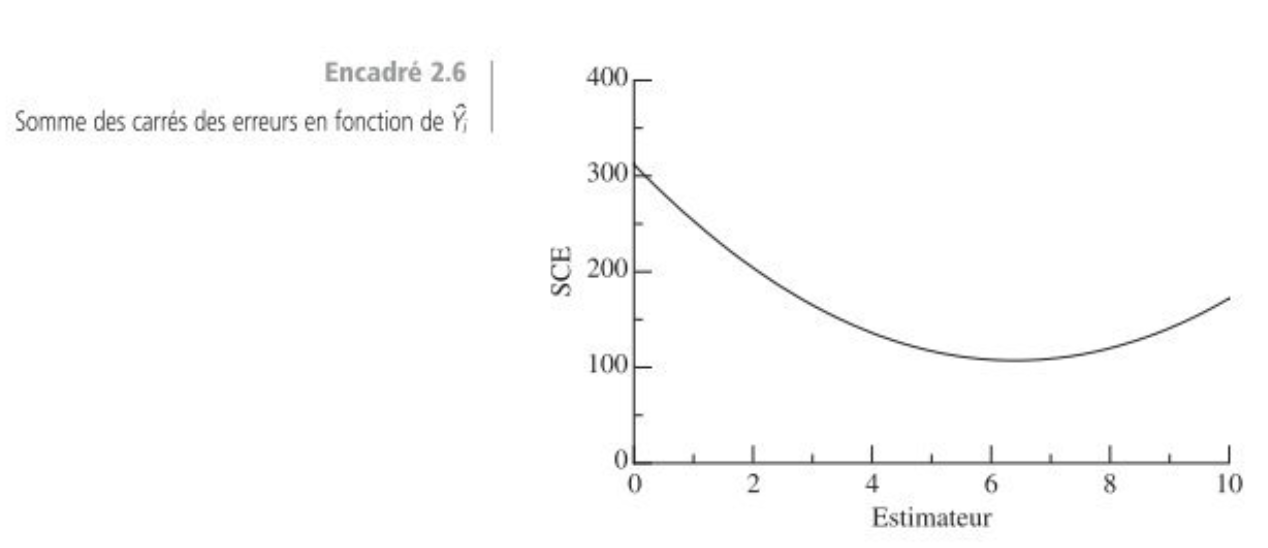 Encadré 2.6
Somme des carrés des erreurs en fonction de Ŷᵢ
400
300
200
100
0
SCE
0 2 4 6 8 10
Estimateur